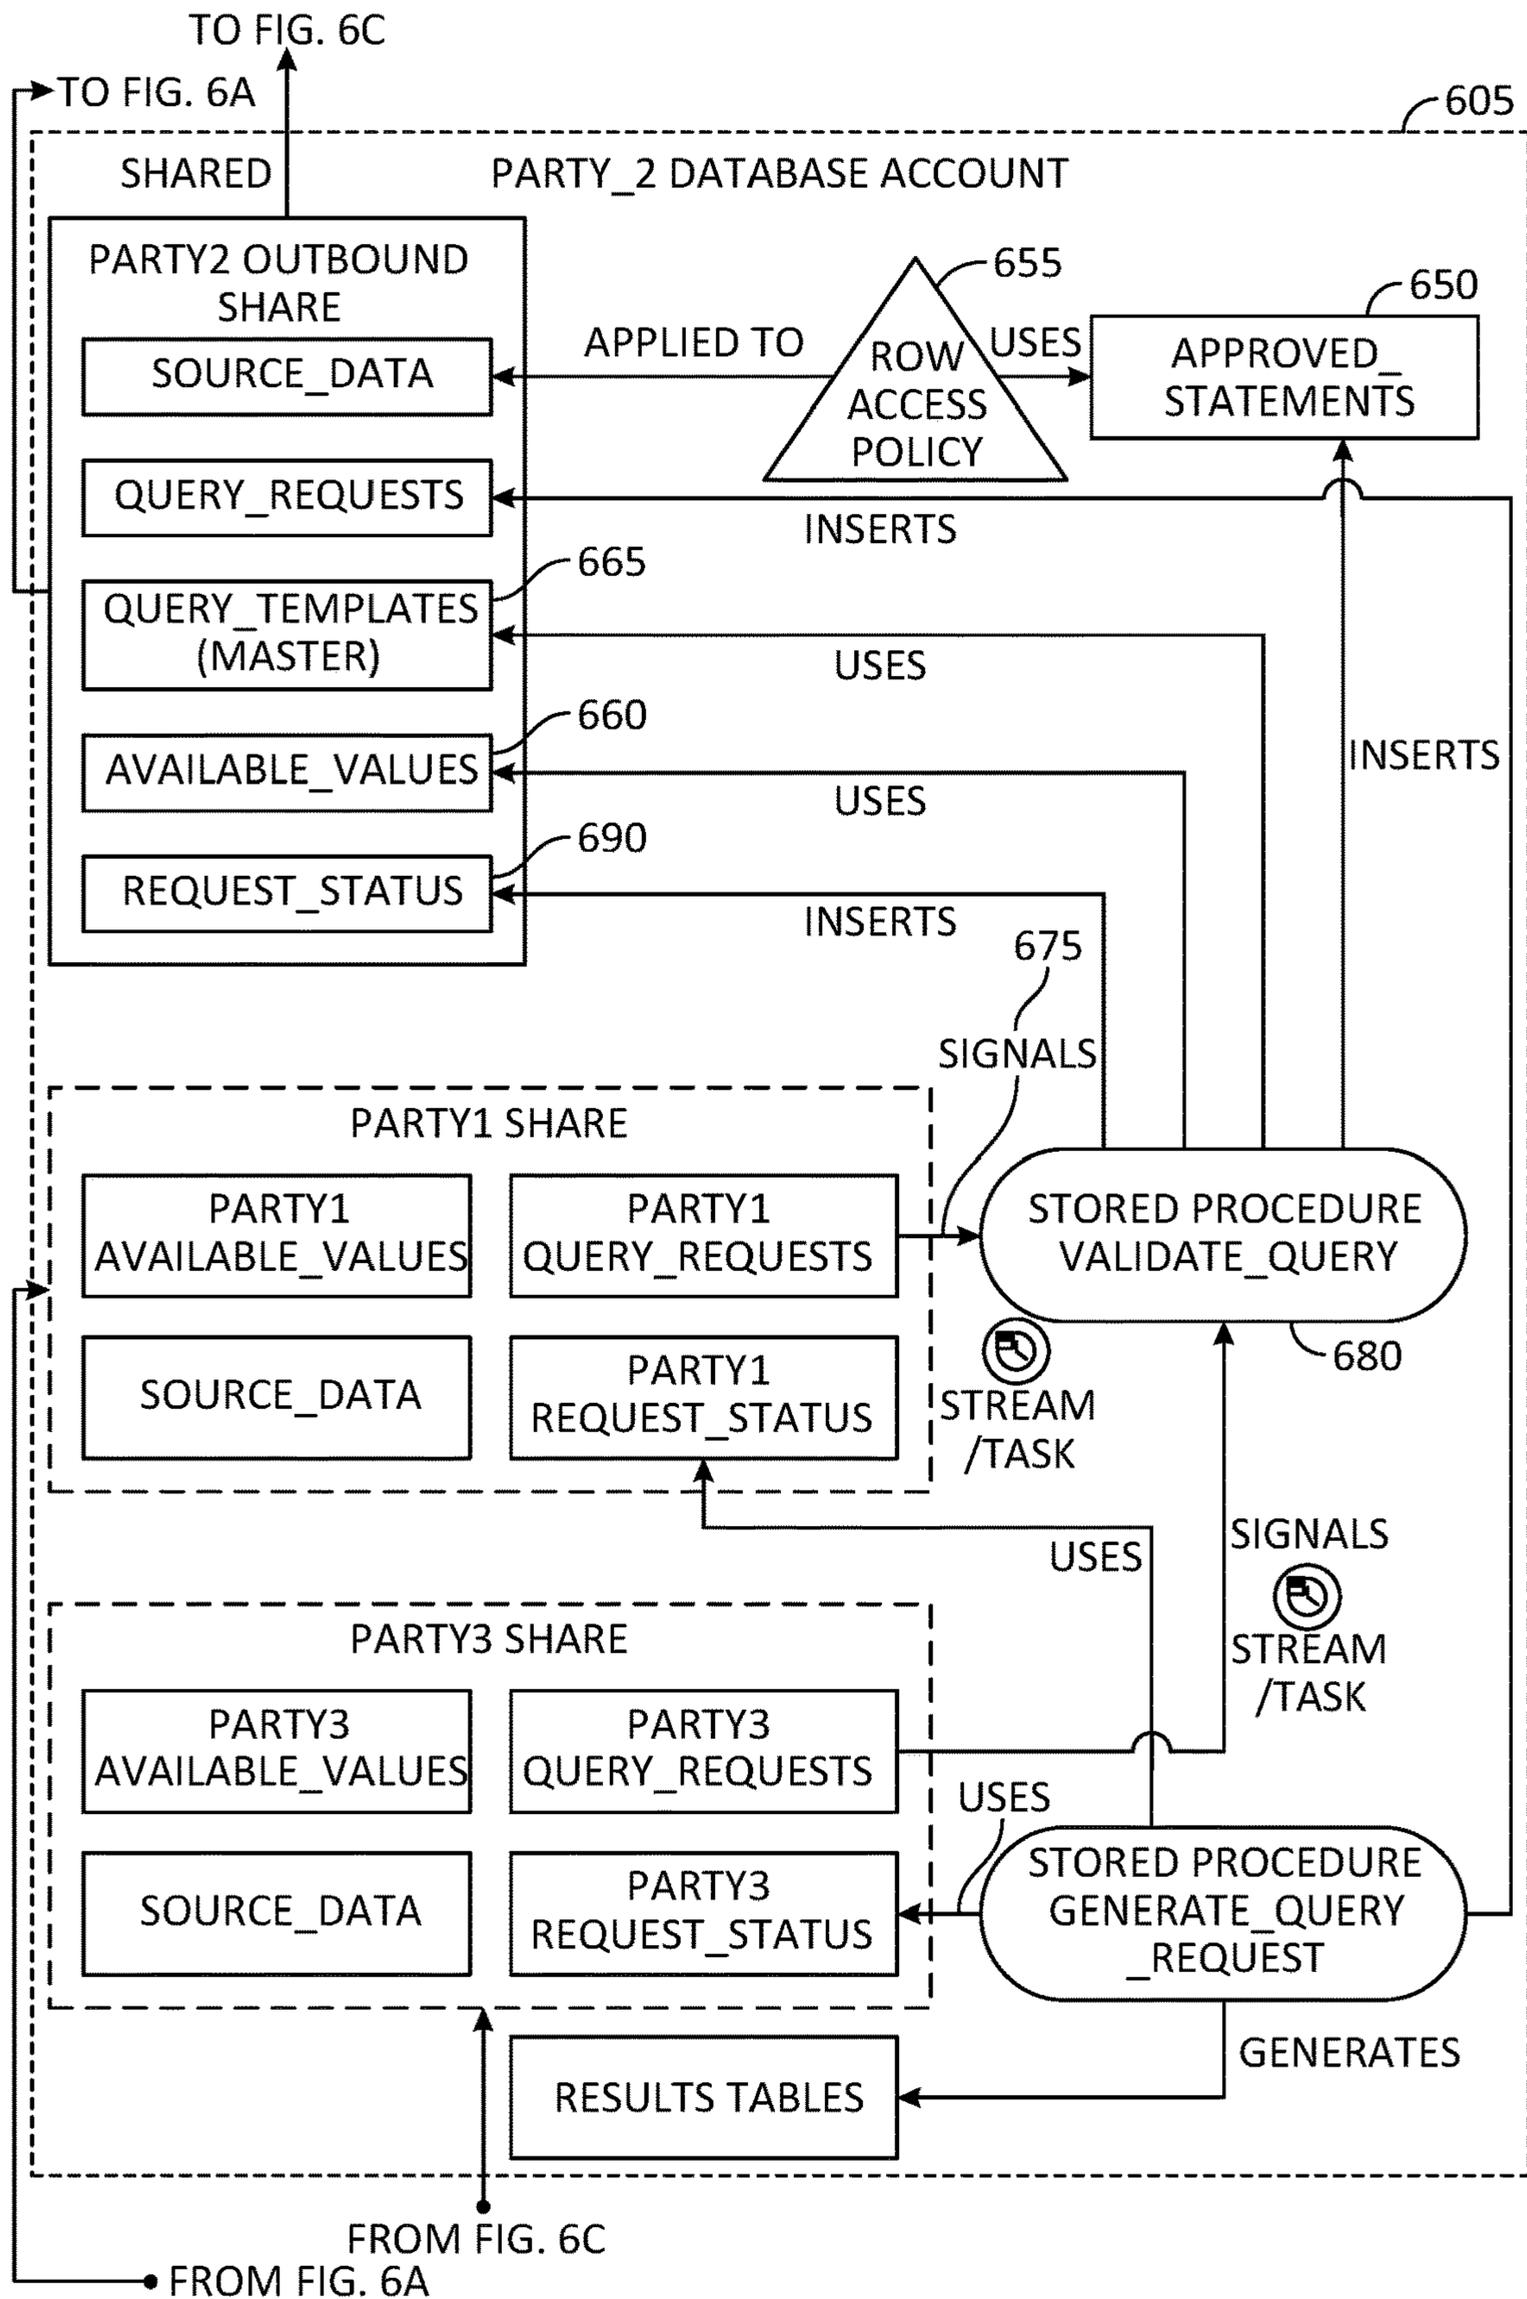 TO FIG. 6C
TO FIG. 6A
605
SHARED
PARTY_2 DATABASE ACCOUNT
PARTY2 OUTBOUND
SHARE
SOURCE_DATA
QUERY_REQUESTS
665
QUERY_TEMPLATES
(MASTER)
660
AVAILABLE_VALUES
690
REQUEST_STATUS
APPLIED TO
655
ROW
ACCESS
POLICY
USES
650
APPROVED_
STATEMENTS
INSERTS
USES
USES
INSERTS
INSERTS
675
SIGNALS
PARTY1 SHARE
PARTY1
AVAILABLE_VALUES
PARTY1
QUERY_REQUESTS
SOURCE_DATA
PARTY1
REQUEST_STATUS
STORED PROCEDURE
VALIDATE_QUERY
680
STREAM
/TASK
USES
SIGNALS
STREAM
/TASK
PARTY3 SHARE
PARTY3
AVAILABLE_VALUES
PARTY3
QUERY_REQUESTS
SOURCE_DATA
PARTY3
REQUEST_STATUS
USES
STORED PROCEDURE
GENERATE_QUERY
_REQUEST
GENERATES
RESULTS TABLES
FROM FIG. 6C
FROM FIG. 6A